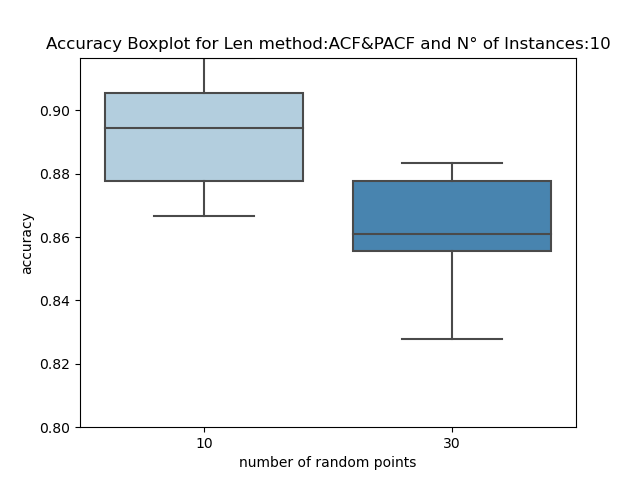 Accuracy Boxplot for Len method:ACF&PACF and N° of Instances:10
0.90
0.88
0.86
0.84
0.82
0.80
accuracy
10 30
number of random points